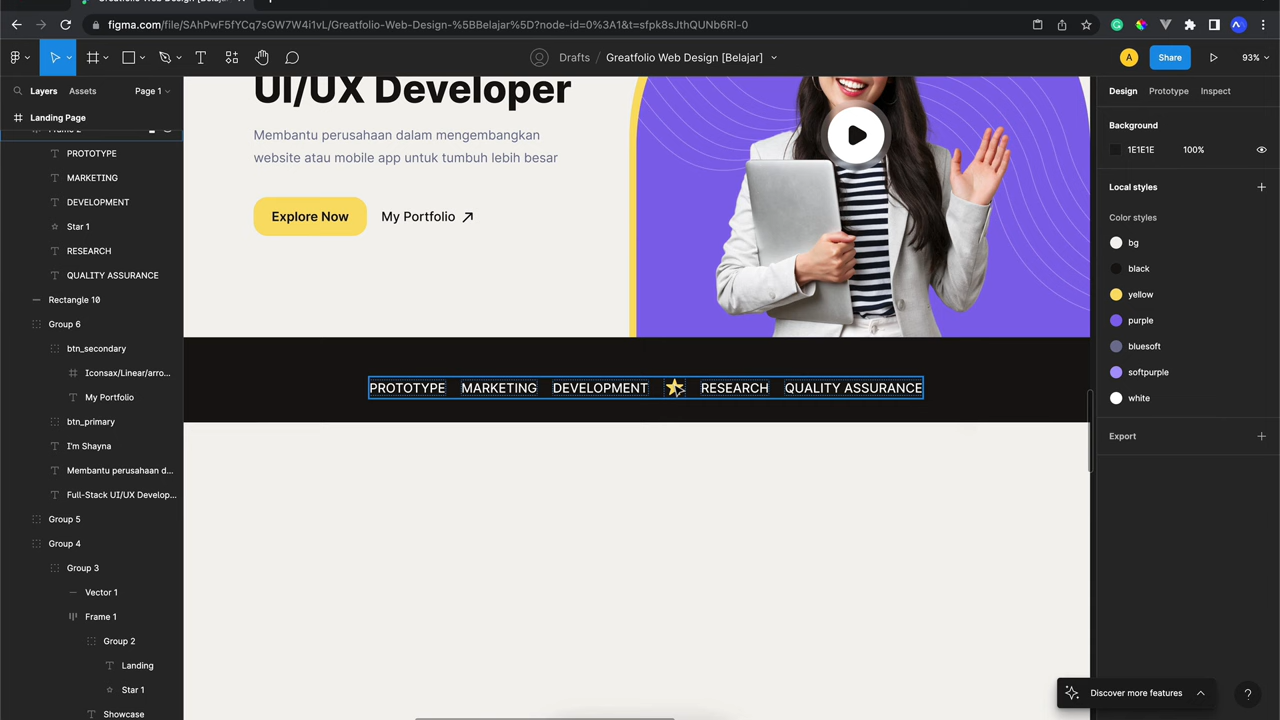 figma.com/file/SAhPwF5fYCq7sGW7W4i1vL/Greatfolio-Web-Design-%5BBelajar%5D?node-id=0%3A1&t=sfpk8sJthQUNb6RI-0
Drafts / Greatfolio Web Design [Belajar]
A
Share
93%
Layers
Assets
Page 1
Landing Page
Frame 2
PROTOTYPE
MARKETING
DEVELOPMENT
Star 1
RESEARCH
QUALITY ASSURANCE
Rectangle 10
Group 6
btn_secondary
Iconsax/Linear/arro...
My Portfolio
btn_primary
I'm Shayna
Membantu perusahaan d...
Full-Stack UI/UX Develop...
Group 5
Group 4
Group 3
Vector 1
Frame 1
Group 2
Landing
Star 1
Showcase
UI/UX Developer
Membantu perusahaan dalam mengembangkan
website atau mobile app untuk tumbuh lebih besar
Explore Now
My Portfolio
PROTOTYPE MARKETING DEVELOPMENT RESEARCH QUALITY ASSURANCE
Design
Prototype
Inspect
Background
1E1E1E
100%
Local styles
Color styles
bg
black
yellow
purple
bluesoft
softpurple
white
Export
Discover more features
?